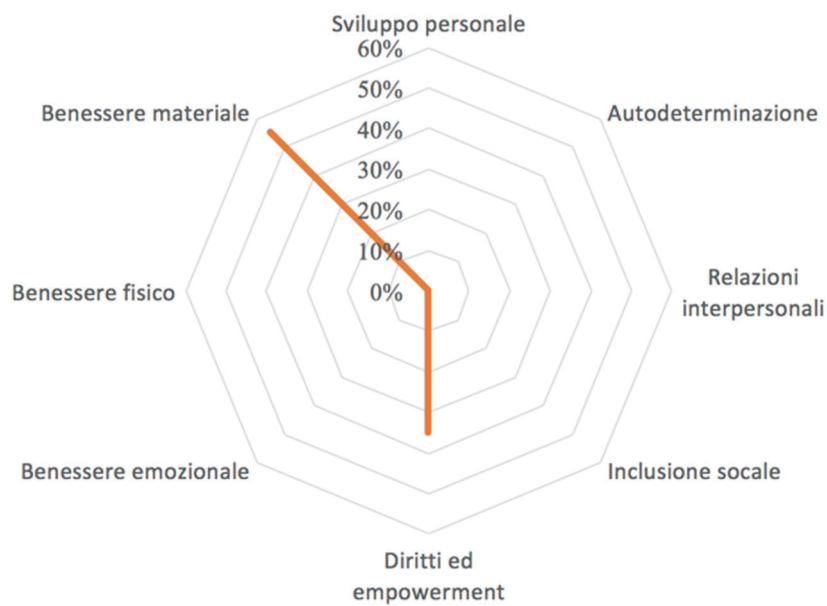 Sviluppo personale
60%
Benessere materiale
50%
Autodeterminazione
40%
30%
20%
10%
Benessere fisico
0%
Relazioni
interpersonali
Benessere emozionale
Inclusione socale
Diritti ed
empowerment